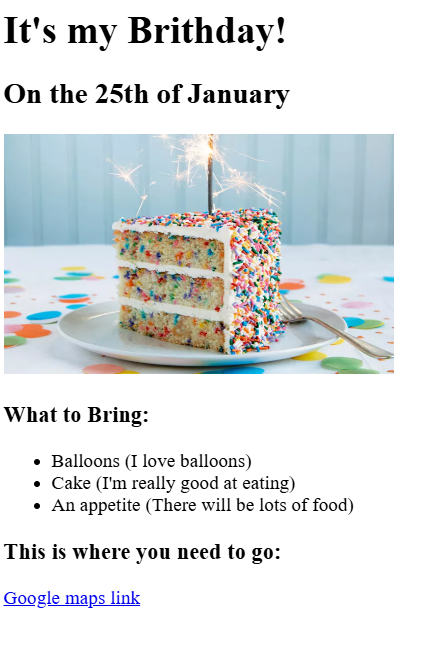 It's my Brithday!
On the 25th of January
What to Bring:
Balloons (I love balloons)
Cake (I'm really good at eating)
An appetite (There will be lots of food)
This is where you need to go:
Google maps link